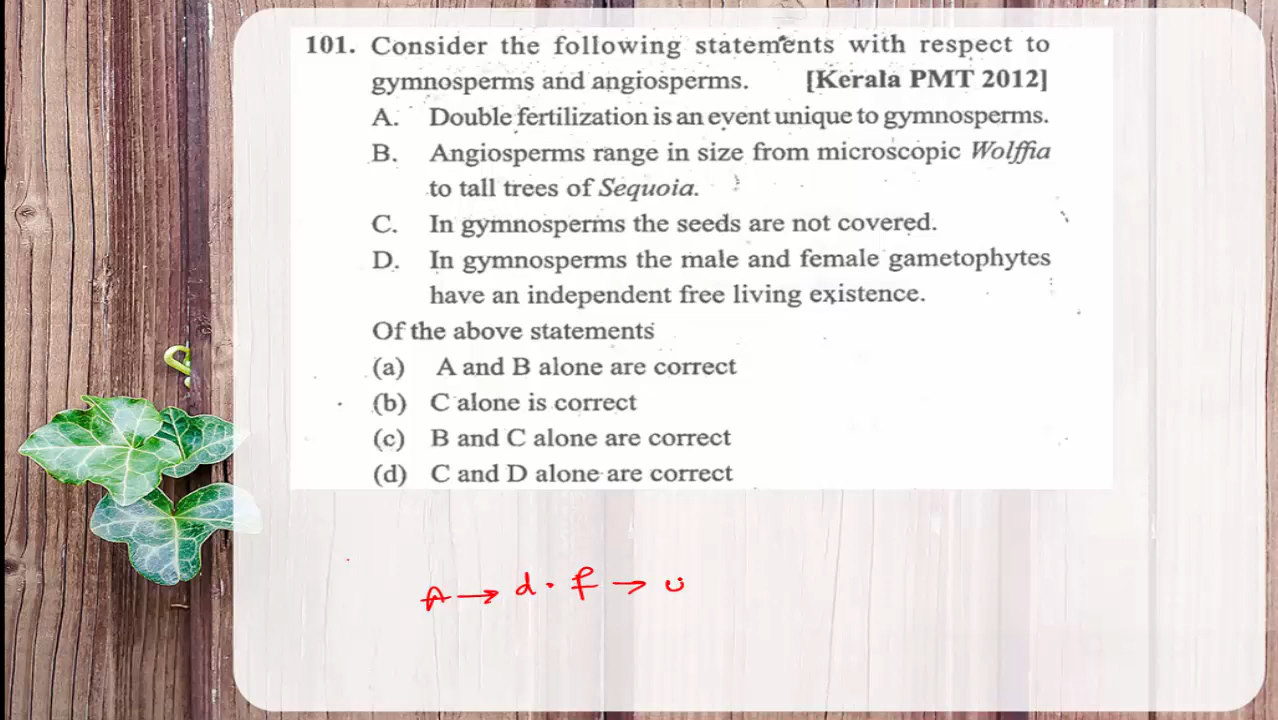 101. Consider the following statements with respect to
gymnosperms and angiosperms. [Kerala PMT 2012]
A. Double fertilization is an event unique to gymnosperms.
B. Angiosperms range in size from microscopic Wolffia
to tall trees of Sequoia.
C. In gymnosperms the seeds are not covered.
D. In gymnosperms the male and female gametophytes
have an independent free living existence.
Of the above statements
(a) A and B alone are correct
(b) C alone is correct
(c) B and C alone are correct
(d) C and D alone are correct
A → d. f → u